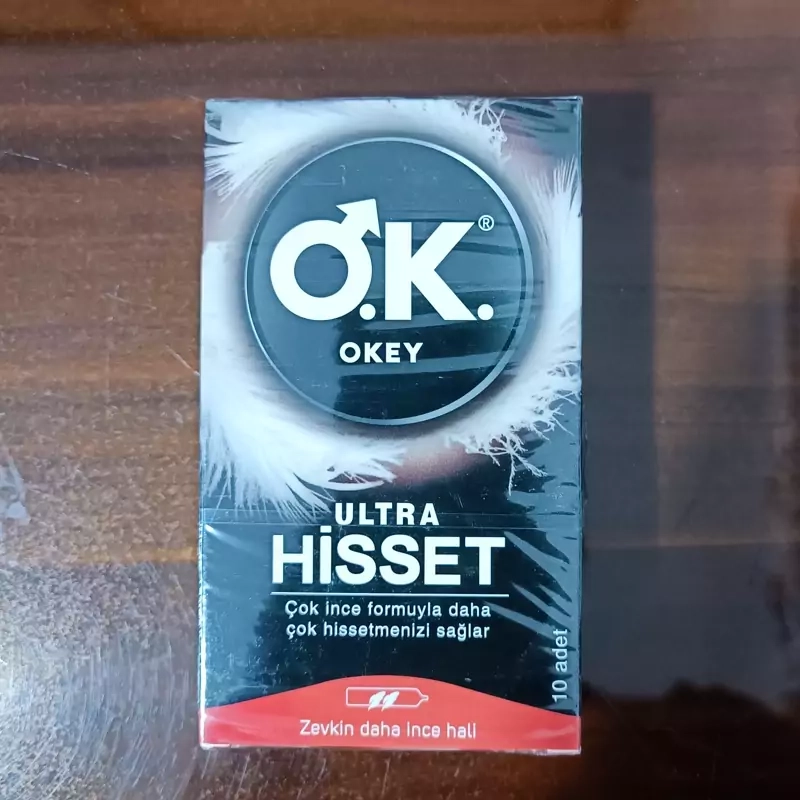 O.K.®
OKEY
ULTRA
HİSSET
Çok ince formuyla daha
çok hissetmenizi sağlar
10 adet
Zevkin daha ince hali